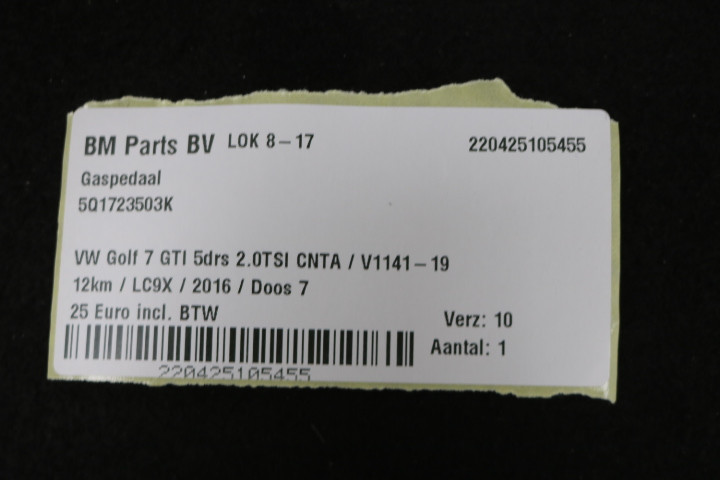 BM Parts BV LOK 8-17 220425105455
Gaspedaal
5Q1723503K
VW Golf 7 GTI 5drs 2.0TSI CNTA / V1141-19
12km / LC9X / 2016 / Doos 7
25 Euro incl. BTW
Verz: 10
Aantal: 1
220425105455